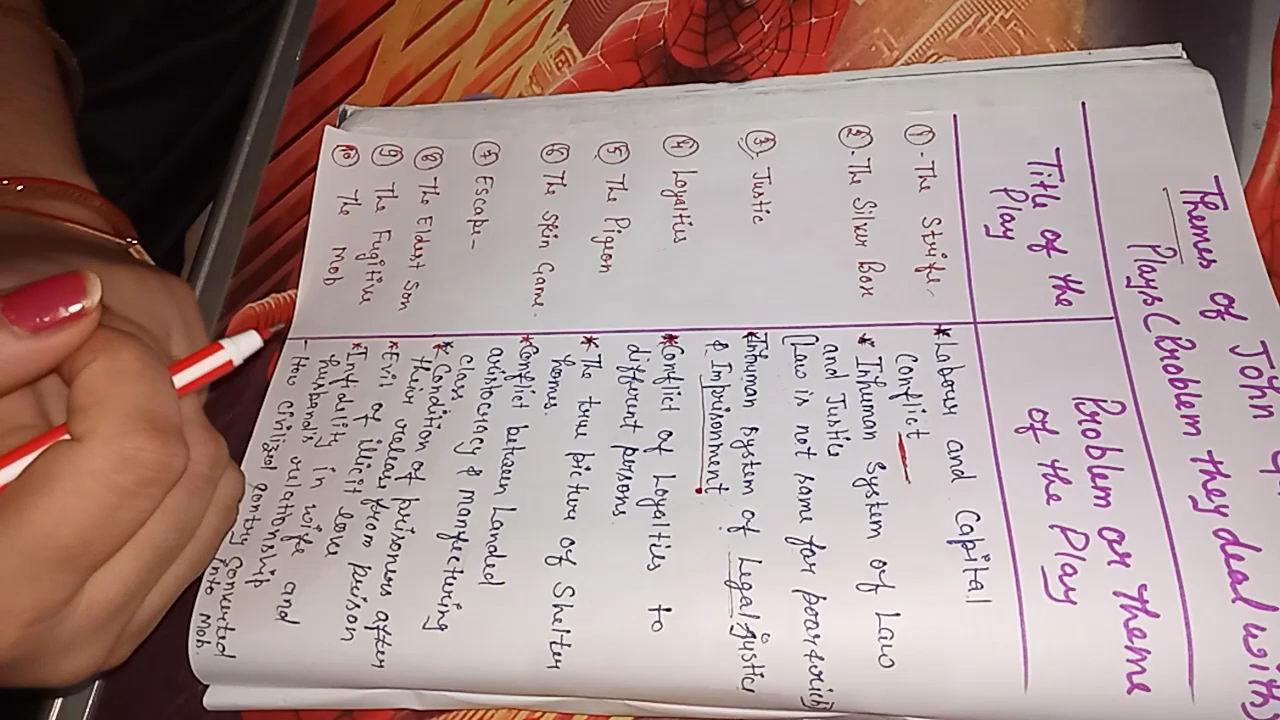 Themes of John
Plays (Problem they deal with)
Title of the
Play
Problem or Theme
of the Play
① - The Strife -
* Labour and Capital
Conflict
② - The Silver Box
* Inhuman System of Law
and Justice
(Law is not same for poor & rich)
③ Justic
* Inhuman System of Legal Justice
& Imprisonment
④ Loyalties
* Conflict of Loyalties to
different persons
⑤ The Pigeon
* The true picture of Shelter
homes.
⑥ The Skin Game.
* Conflict between Landed
aristocracy & manufecturing
class
⑦ Escape -
* Condition of prisoners after
their release from prison
⑧ - The Eldest Son
* Evil of illicit love
⑨ The Fugitive
* Infidelity in wife and
husband's relationship
⑩ The Mob
- How civilized contry Converted
into Mob.